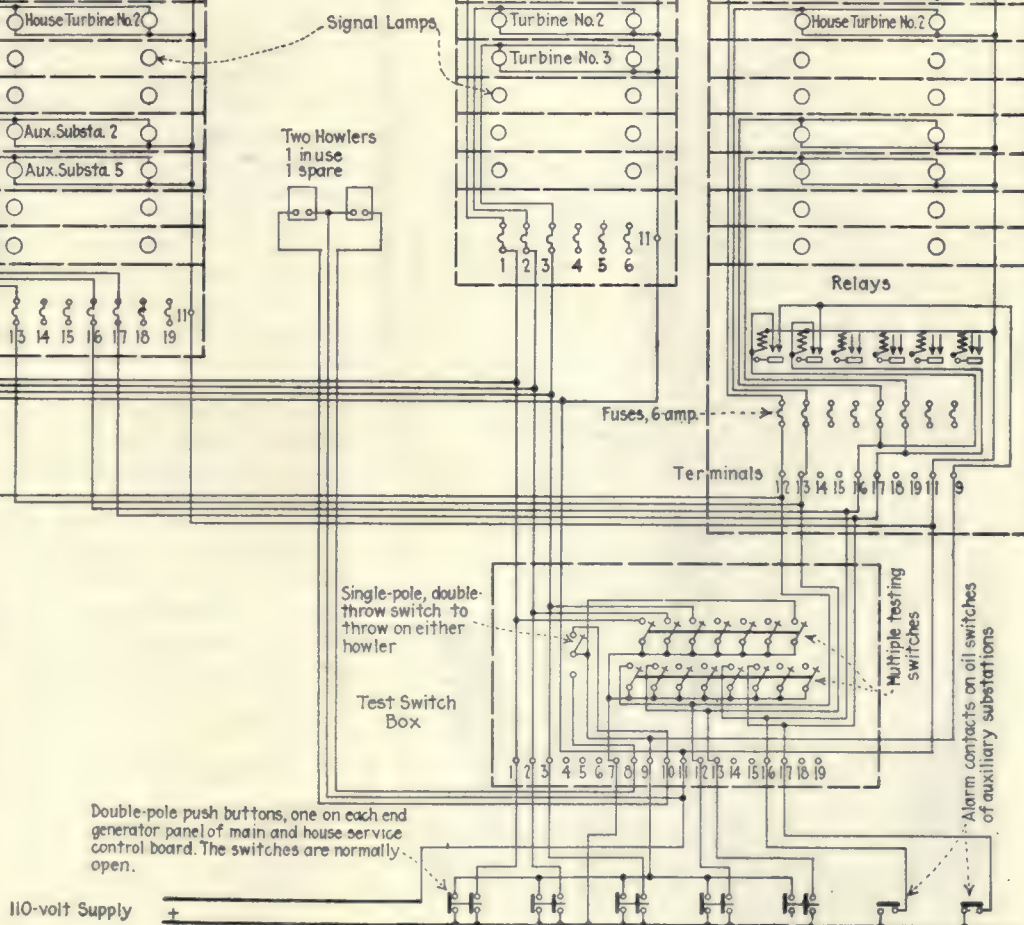 House Turbine No.2
Signal Lamps
Turbine No. 2
House Turbine No.2
Turbine No. 3
Aux. Substa. 2
Aux. Substa. 5
Two Howlers
1 in use
1 spare
11
1 2 3 4 5 6
Relays
11
13 14 15 16 17 18 19
Fuses, 6-amp.
Terminals
12 13 14 15 16 17 18 19 11 9
Single-pole, double-
throw switch to
throw on either
howler
Multiple testing
switches
Alarm contacts on oil switches
of auxiliary substations
Test Switch
Box
1 2 3 4 5 6 7 8 9 10 11 12 13 14 15 16 17 18 19
Double-pole push buttons, one on each end
generator panel of main and house service
control board. The switches are normally
open.
110-volt Supply
+